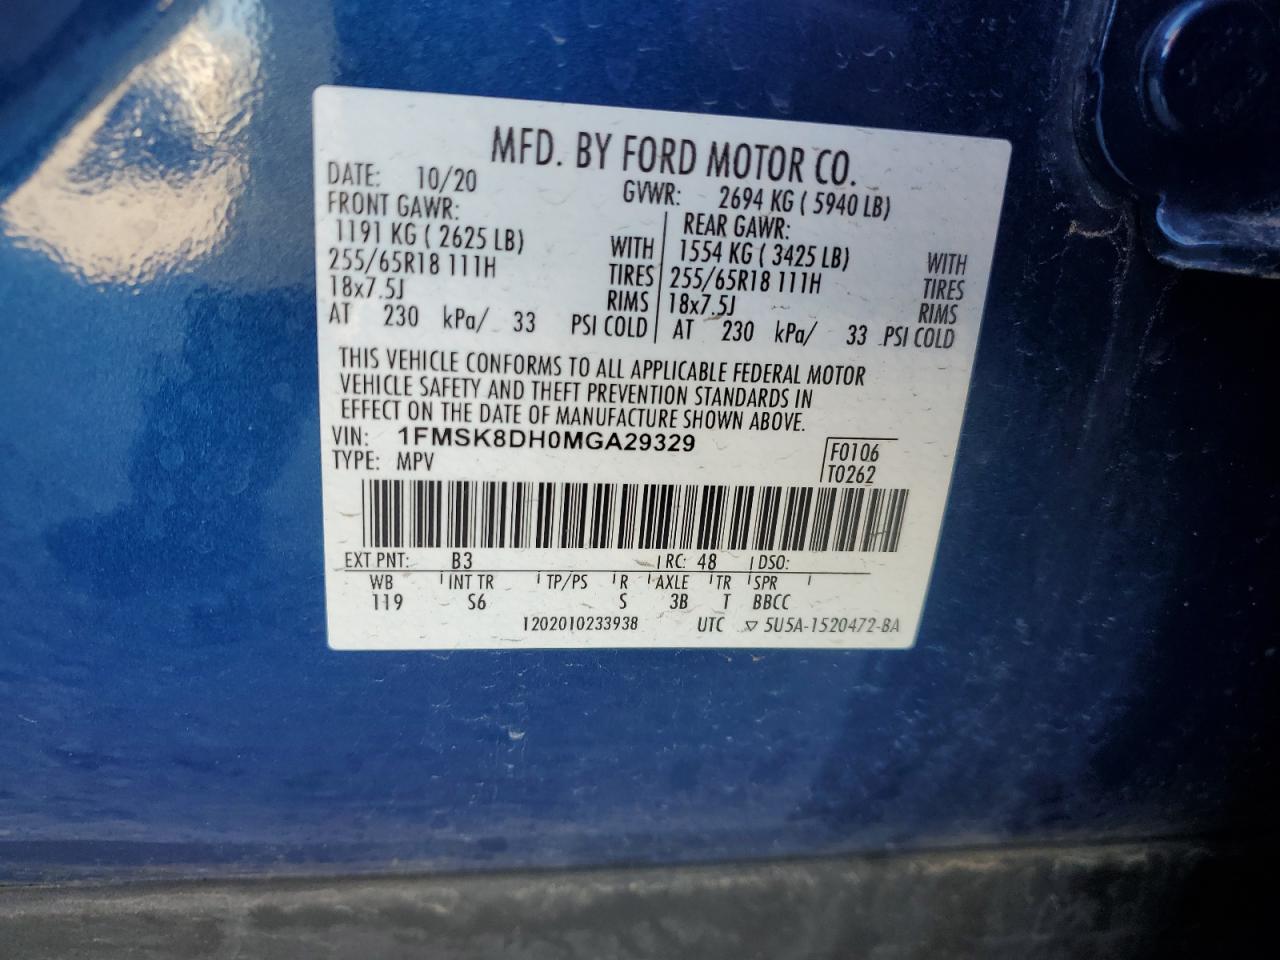 MFD. BY FORD MOTOR CO.
DATE: 10/20 GVWR: 2694 KG ( 5940 LB)
FRONT GAWR: REAR GAWR:
1191 KG ( 2625 LB) WITH 1554 KG ( 3425 LB) WITH
255/65R18 111H TIRES 255/65R18 111H TIRES
18x7.5J RIMS 18x7.5J RIMS
AT 230 kPa/ 33 PSI COLD AT 230 kPa/ 33 PSI COLD
THIS VEHICLE CONFORMS TO ALL APPLICABLE FEDERAL MOTOR
VEHICLE SAFETY AND THEFT PREVENTION STANDARDS IN
EFFECT ON THE DATE OF MANUFACTURE SHOWN ABOVE.
VIN: 1FMSK8DH0MGA29329 F0106
TYPE: MPV T0262
EXT PNT: B3 RC: 48 DSO:
WB INT TR TP/PS R AXLE TR SPR
119 S6 S 3B T BBCC
1202010233938 UTC ▽ 5U5A-1520472-BA